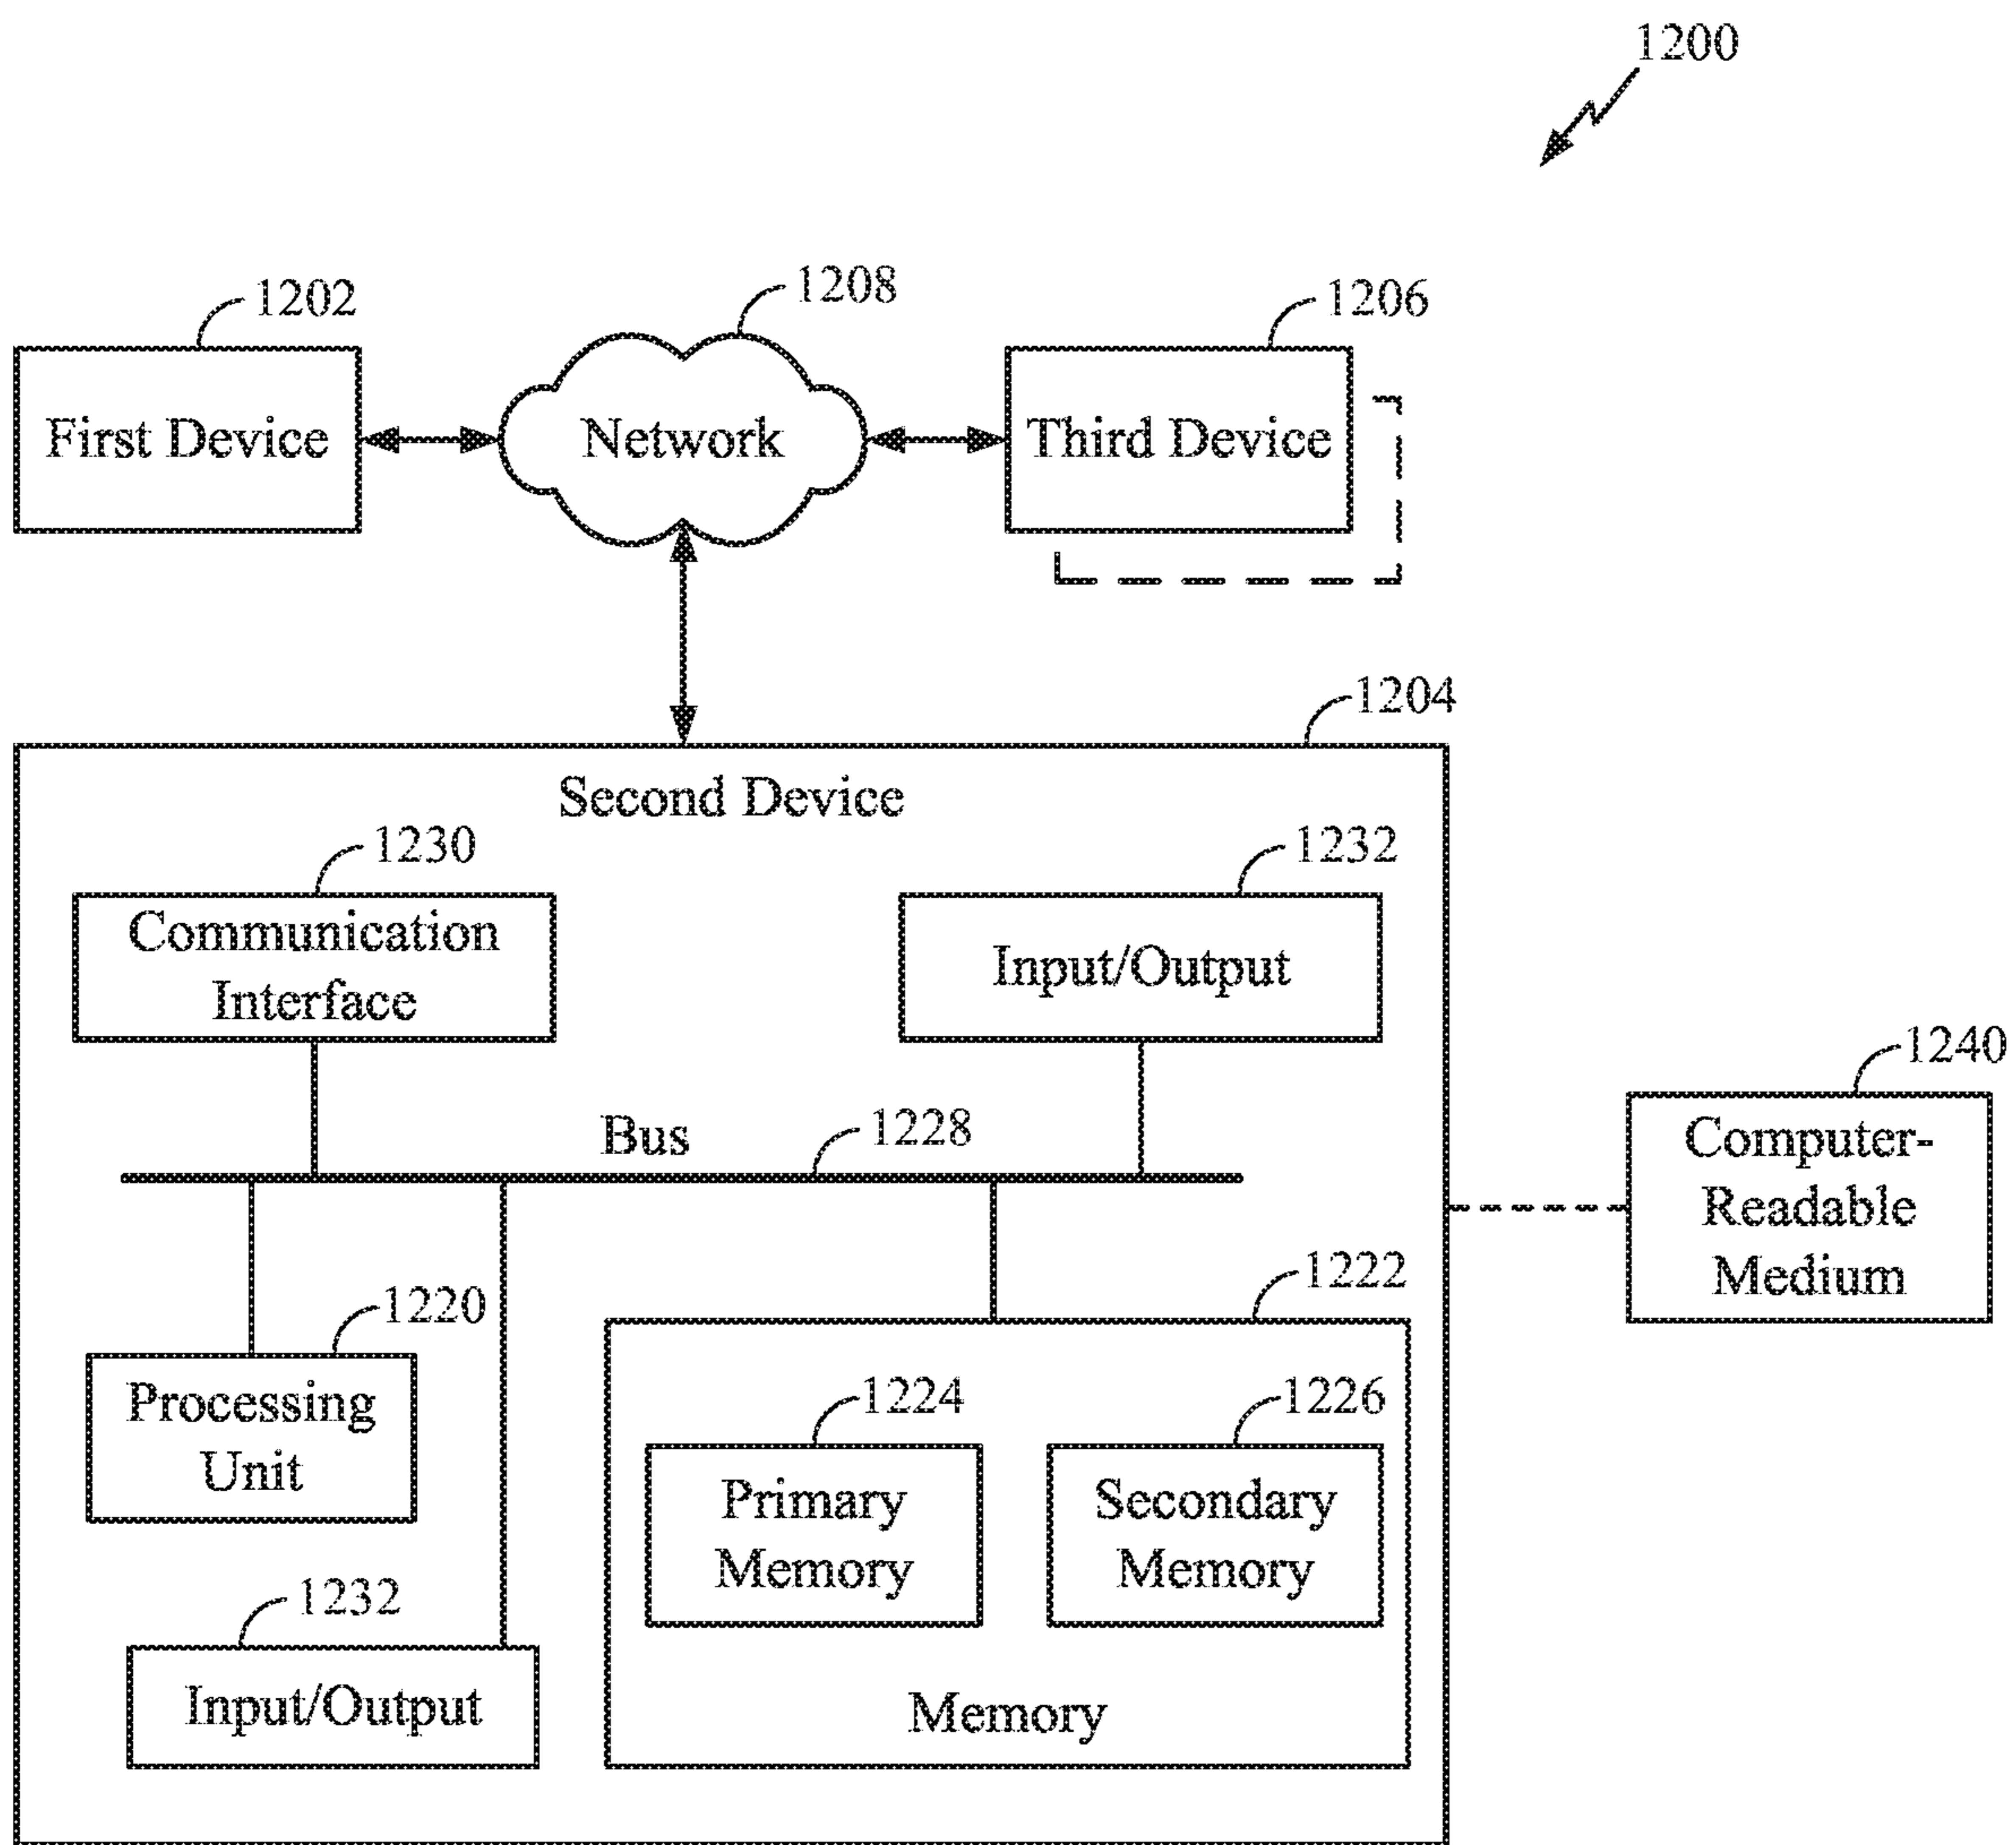 1200
1202
1208
1206
First Device
Network
Third Device
1204
Second Device
1230
1232
Communication
Interface
Input/Output
1240
Computer-
Readable
Medium
Bus
1228
1222
1220
Processing
Unit
1224
1226
Primary
Memory
Secondary
Memory
1232
Input/Output
Memory